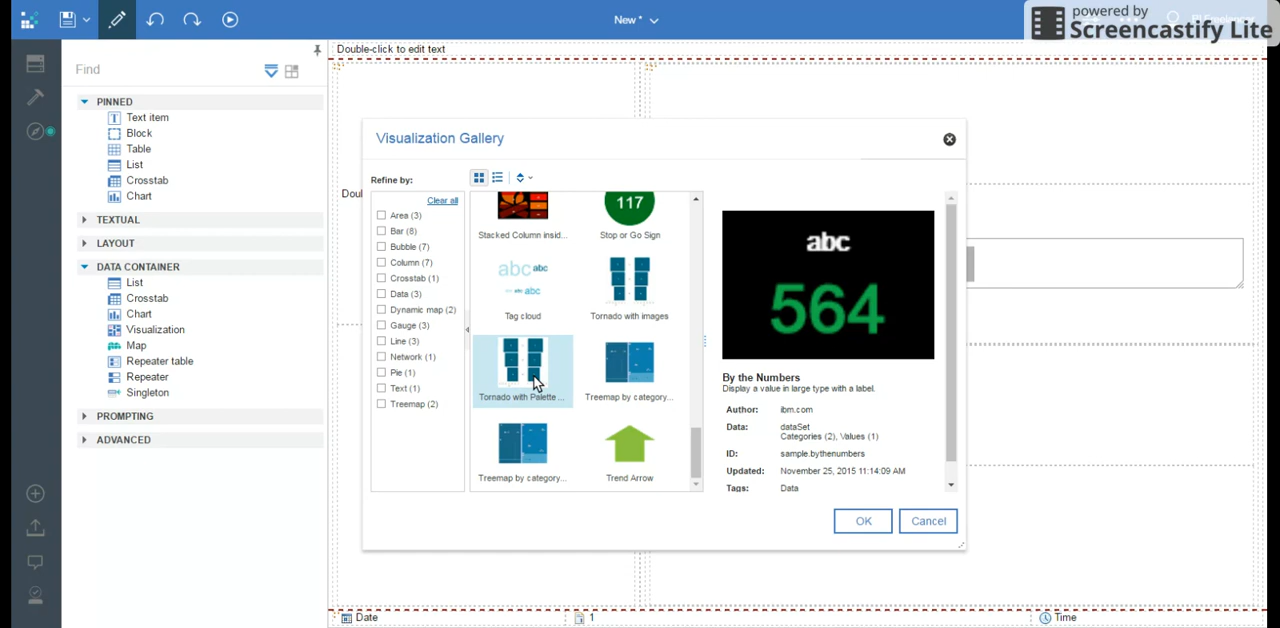 New *
powered by
Screencastify Lite
Find
PINNED
Text item
Block
Table
List
Crosstab
Chart
TEXTUAL
LAYOUT
DATA CONTAINER
List
Crosstab
Chart
Visualization
Map
Repeater table
Repeater
Singleton
PROMPTING
ADVANCED
Double-click to edit text
Doul
Visualization Gallery
Refine by:
Clear all
Area (3)
Bar (8)
Bubble (7)
Column (7)
Crosstab (1)
Data (3)
Dynamic map (2)
Gauge (3)
Line (3)
Network (1)
Pie (1)
Text (1)
Treemap (2)
117
Stacked Column insid...
Stop or Go Sign
abc abc
abc abc
Tag cloud
Tornado with images
Tornado with Palette ...
Treemap by category...
Treemap by category...
Trend Arrow
abc
564
By the Numbers
Display a value in large type with a label.
Author: ibm.com
Data: dataSet
Categories (2), Values (1)
ID: sample.bythenumbers
Updated: November 25, 2015 11:14:09 AM
Tags: Data
OK
Cancel
Date
1
Time